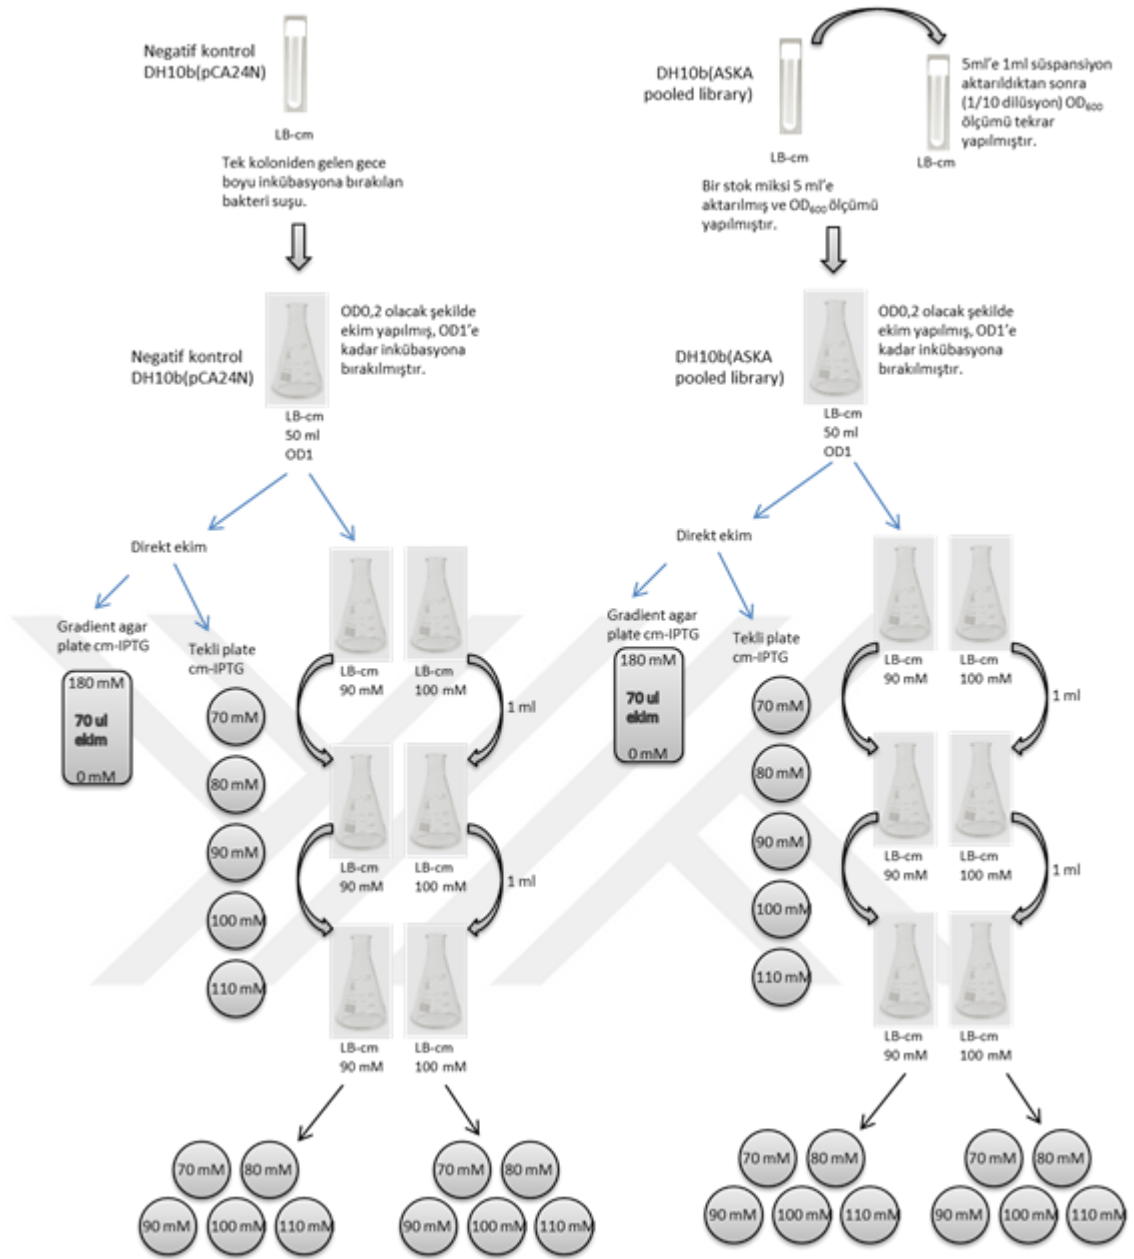 Negatif kontrol
DH10b(pCA24N)
LB-cm
Tek koloniden gelen gece
boyu inkübasyona bırakılan
bakteri suşu.
Negatif kontrol
DH10b(pCA24N)
OD0,2 olacak şekilde
ekim yapılmış, OD1'e
kadar inkübasyona
bırakılmıştır.
LB-cm
50 ml
OD1
Direkt ekim
Gradient agar
plate cm-IPTG
180 mM
70 ul
ekim
0 mM
Tekli plate
cm-IPTG
70 mM
80 mM
90 mM
100 mM
110 mM
LB-cm
90 mM
LB-cm
100 mM
1 ml
LB-cm
90 mM
LB-cm
100 mM
1 ml
LB-cm
90 mM
LB-cm
100 mM
70 mM
80 mM
90 mM
100 mM
110 mM
70 mM
80 mM
90 mM
100 mM
110 mM
DH10b(ASKA
pooled library)
LB-cm
5ml'e 1ml süspansiyon
aktarıldıktan sonra
(1/10 dilüsyon) OD600
ölçümü tekrar
yapılmıştır.
LB-cm
Bir stok miksi 5 ml'e
aktarılmış ve OD600 ölçümü
yapılmıştır.
DH10b(ASKA
pooled library)
OD0,2 olacak şekilde
ekim yapılmış, OD1'e
kadar inkübasyona
bırakılmıştır.
LB-cm
50 ml
OD1
Direkt ekim
Gradient agar
plate cm-IPTG
180 mM
70 ul
ekim
0 mM
Tekli plate
cm-IPTG
70 mM
80 mM
90 mM
100 mM
110 mM
LB-cm
90 mM
LB-cm
100 mM
1 ml
LB-cm
90 mM
LB-cm
100 mM
1 ml
LB-cm
90 mM
LB-cm
100 mM
70 mM
80 mM
90 mM
100 mM
110 mM
70 mM
80 mM
90 mM
100 mM
110 mM